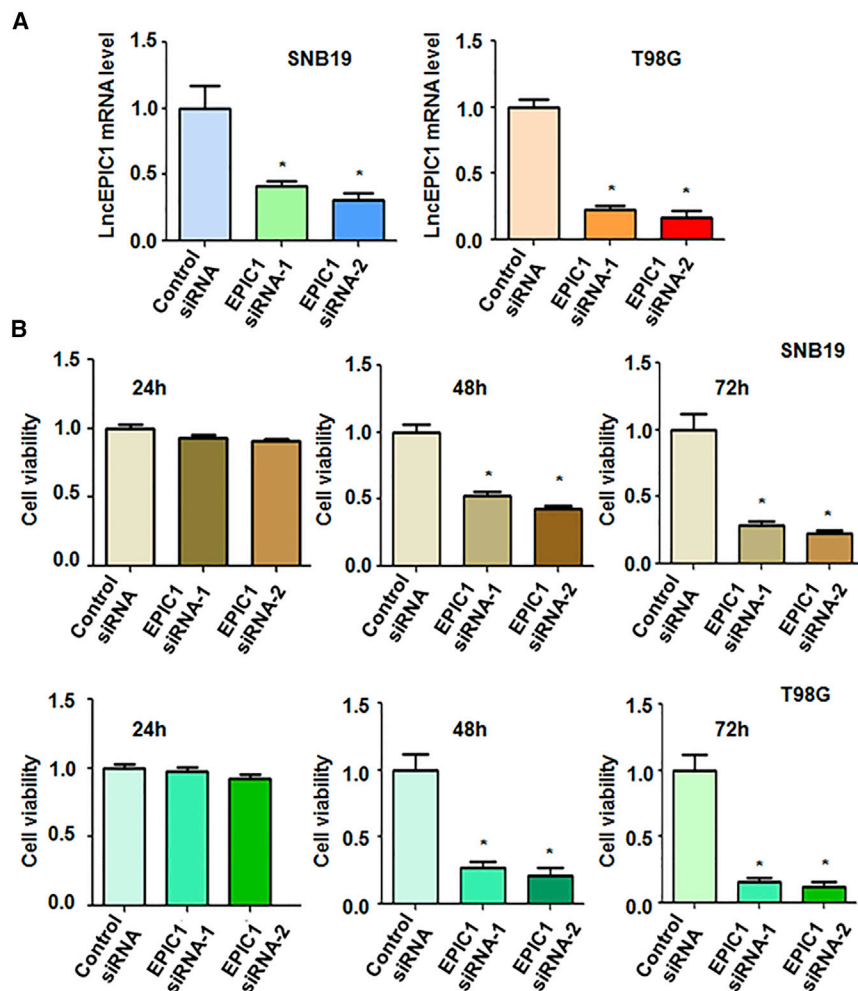 A
SNB19
LncEPIC1 mRNA level
1.5
1.0
0.5
0.0
Control
siRNA
EPIC1
siRNA-1
EPIC1
siRNA-2
T98G
LncEPIC1 mRNA level
1.5
1.0
0.5
0.0
Control
siRNA
EPIC1
siRNA-1
EPIC1
siRNA-2
* *
* *
B
SNB19
24h
Cell viability
1.5
1.0
0.5
0.0
Control
siRNA
EPIC1
siRNA-1
EPIC1
siRNA-2
48h
Cell viability
1.5
1.0
0.5
0.0
* *
Control
siRNA
EPIC1
siRNA-1
EPIC1
siRNA-2
72h
Cell viability
1.5
1.0
0.5
0.0
* *
Control
siRNA
EPIC1
siRNA-1
EPIC1
siRNA-2
T98G
24h
Cell viability
1.5
1.0
0.5
0.0
Control
siRNA
EPIC1
siRNA-1
EPIC1
siRNA-2
48h
Cell viability
1.5
1.0
0.5
0.0
* *
Control
siRNA
EPIC1
siRNA-1
EPIC1
siRNA-2
72h
Cell viability
1.5
1.0
0.5
0.0
* *
Control
siRNA
EPIC1
siRNA-1
EPIC1
siRNA-2